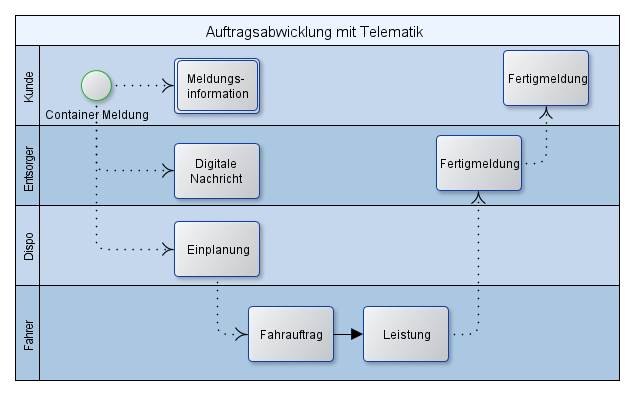 Auftragsabwicklung mit Telematik
Kunde
Container Meldung
Meldungs-
information
Fertigmeldung
Entsorger
Digitale
Nachricht
Fertigmeldung
Dispo
Einplanung
Fahrer
Fahrauftrag
Leistung